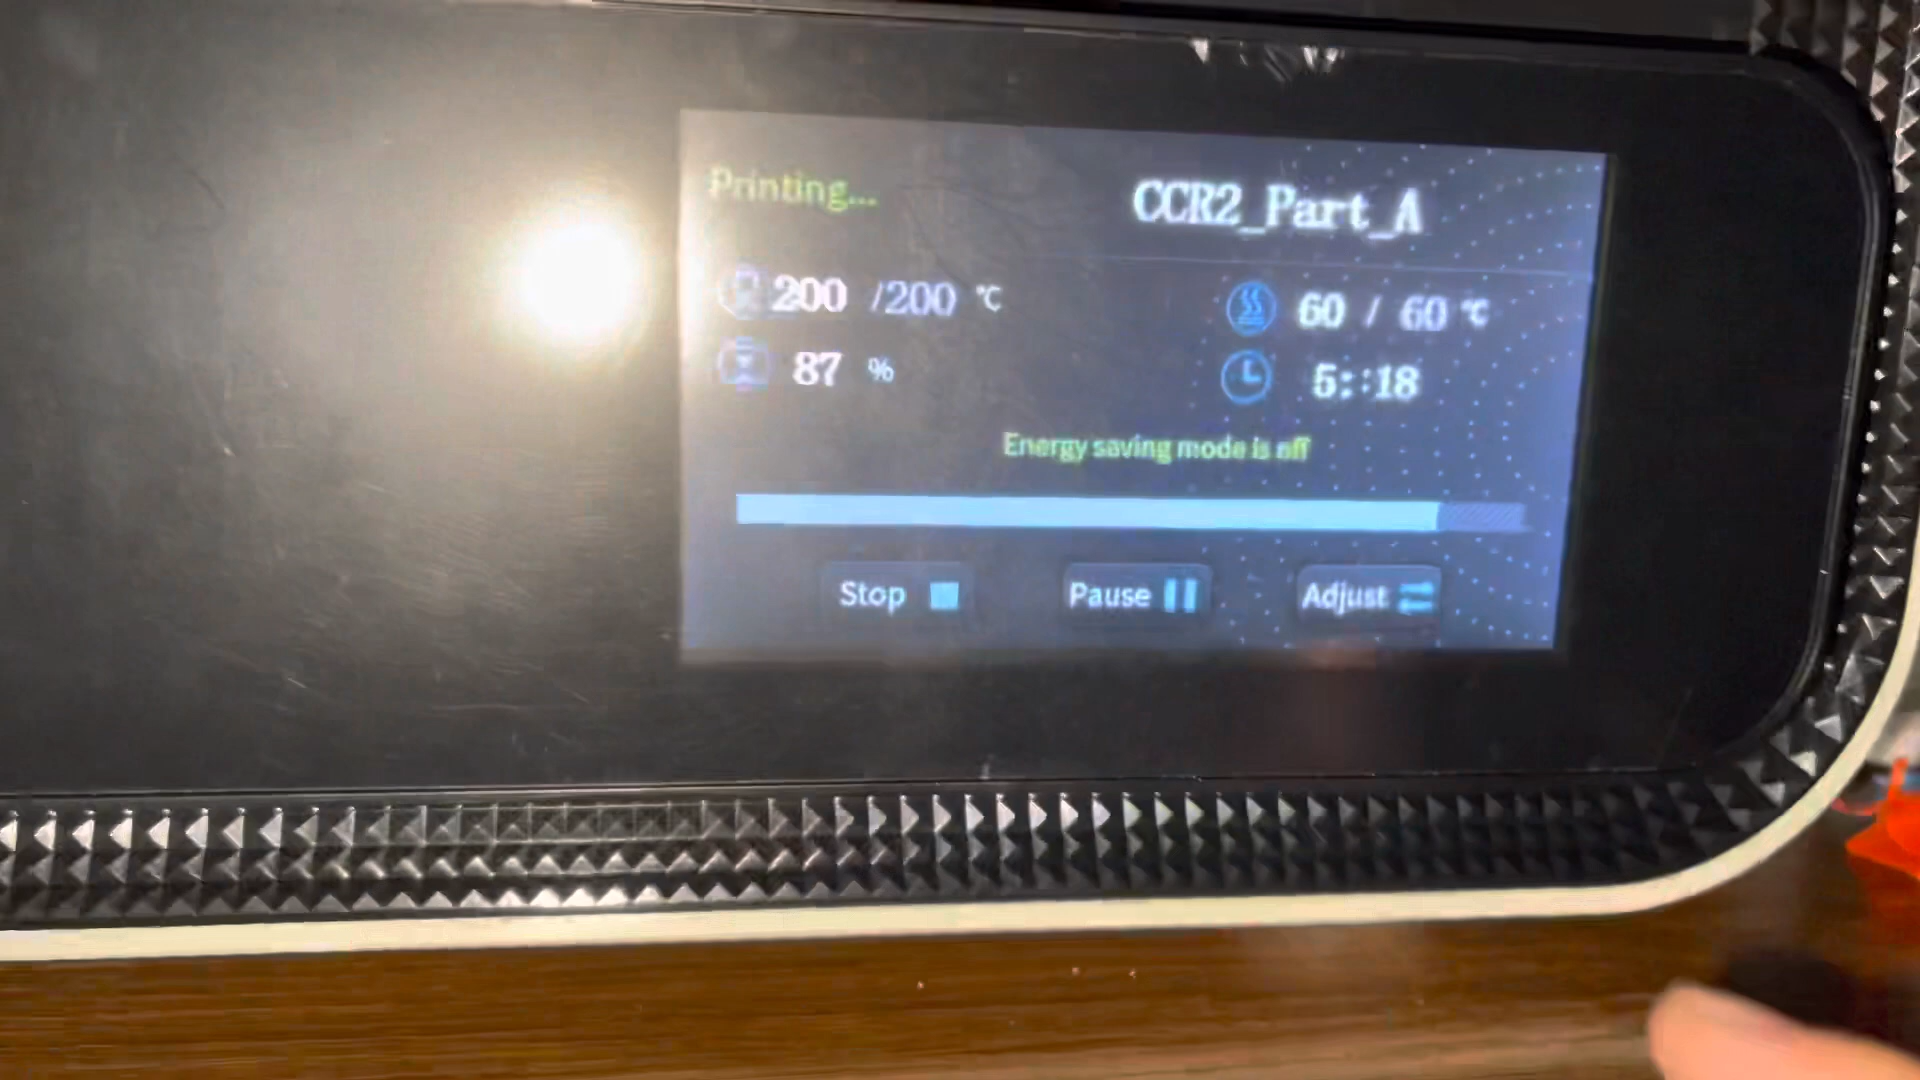 Printing...
CCR2_Part_A
200 /200 ℃
60 / 60 ℃
87 %
5::18
Energy saving mode is off
Stop
Pause
Adjust